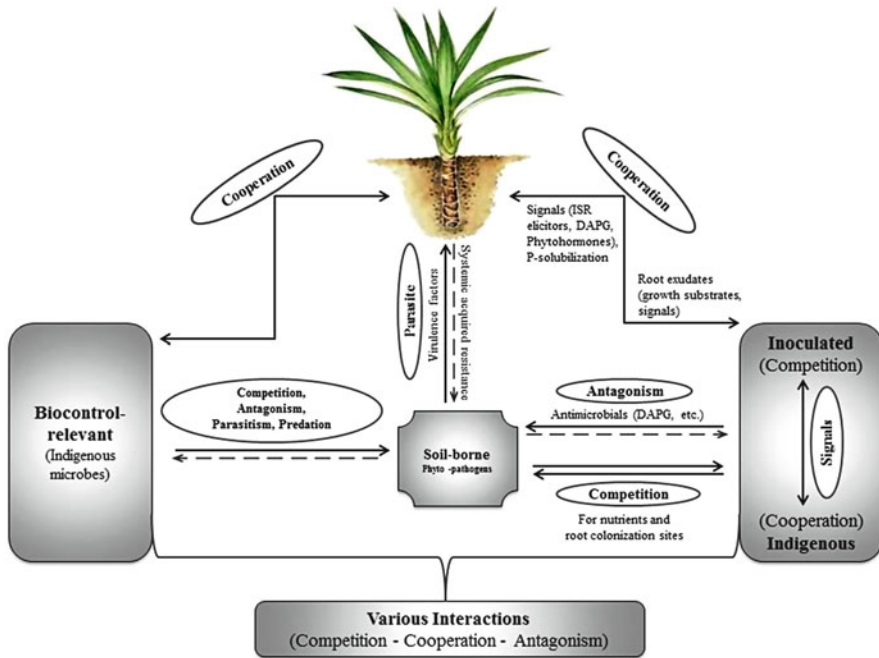 Cooperation
Cooperation
Signals (ISR
elicitors, DAPG,
Phytohormones),
P-solubilization
Root exudates
(growth substrates,
signals)
Parasite
Virulence factors
Systemic acquired resistance
Biocontrol-
relevant
(Indigenous
microbes)
Competition,
Antagonism,
Parasitism, Predation
Soil-borne
Phyto -pathogens
Antagonism
Antimicrobials (DAPG, etc.)
Competition
For nutrients and
root colonization sites
Inoculated
(Competition)
Signals
(Cooperation)
Indigenous
Various Interactions
(Competition - Cooperation - Antagonism)